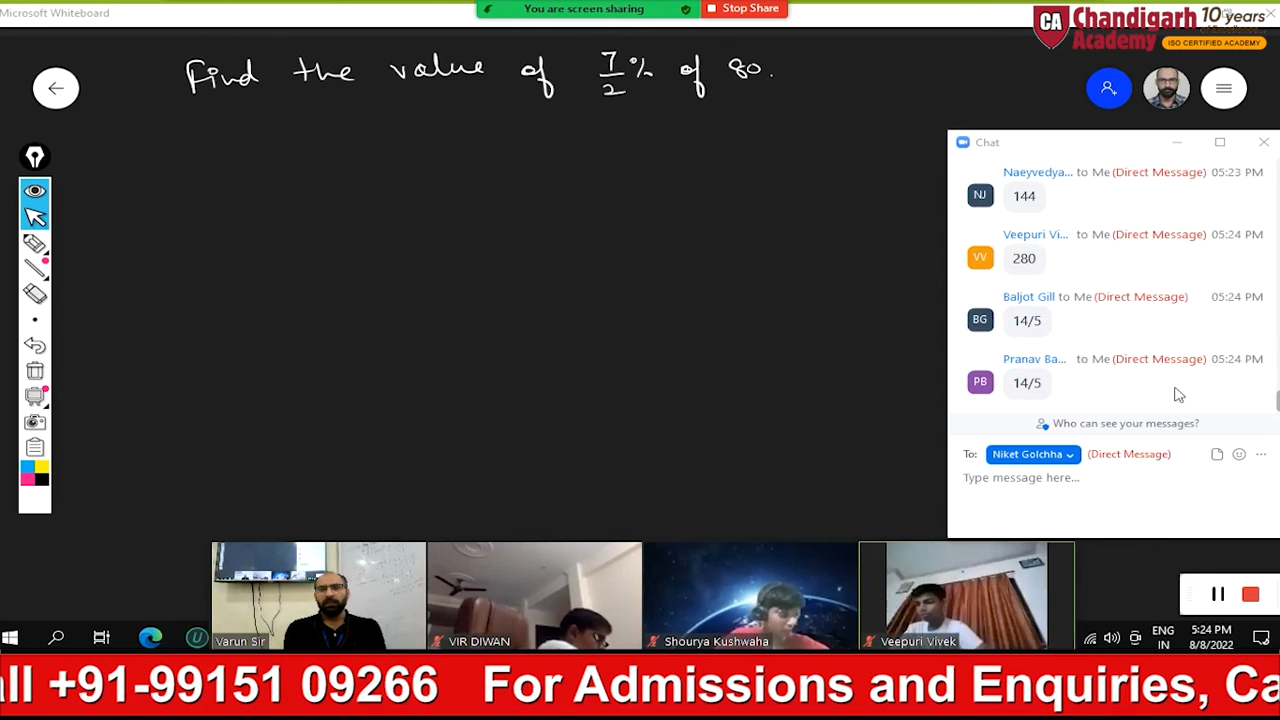 Microsoft Whiteboard
You are screen sharing
Stop Share
CA
Chandigarh
Academy
10 years
ISO CERTIFIED ACADEMY
Find the value of 7/2 % of 80.
Chat
Naeyvedya... to Me (Direct Message) 05:23 PM
NJ
144
Veepuri Vi... to Me (Direct Message) 05:24 PM
VV
280
Baljot Gill to Me (Direct Message) 05:24 PM
BG
14/5
Pranav Ba... to Me (Direct Message) 05:24 PM
PB
14/5
Who can see your messages?
To: Niket Golchha (Direct Message)
Type message here...
Varun Sir
VIR DIWAN
Shourya Kushwaha
Veepuri Vivek
ENG
IN
5:24 PM
8/8/2022
all +91-99151 09266 For Admissions and Enquiries, Ca